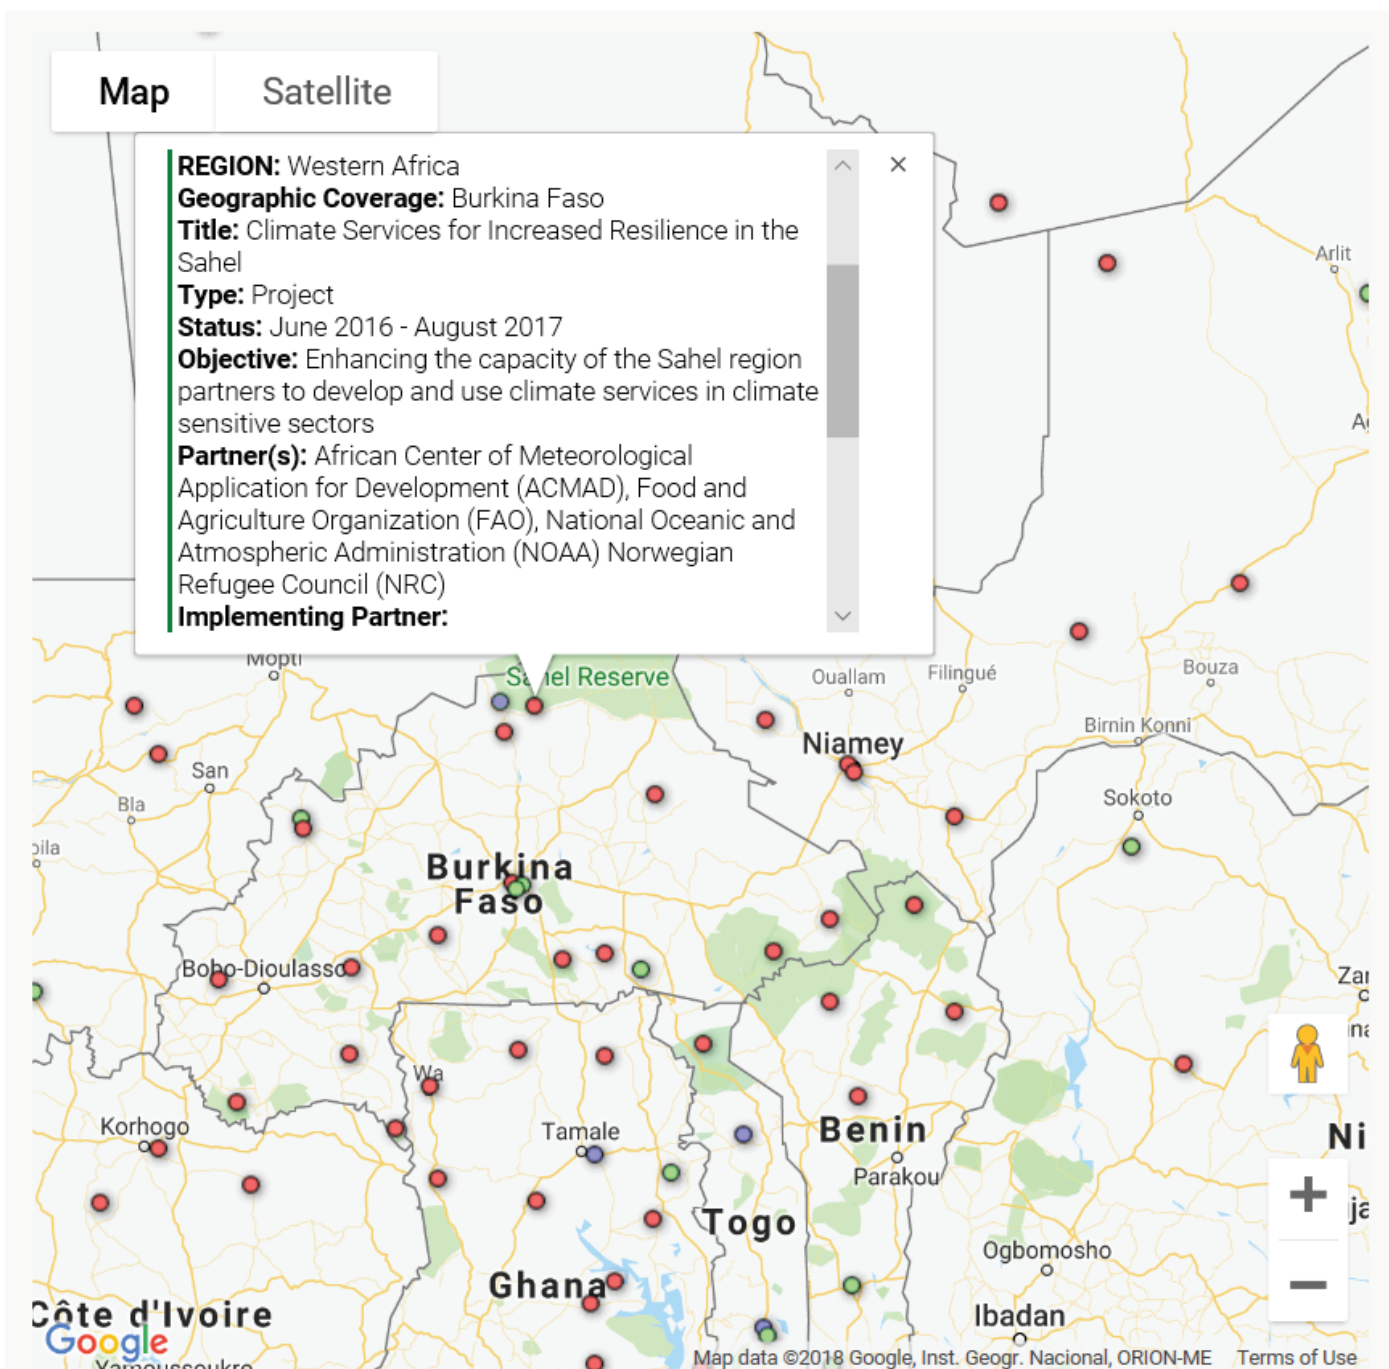 Map Satellite
REGION: Western Africa
Geographic Coverage: Burkina Faso
Title: Climate Services for Increased Resilience in the
Sahel
Type: Project
Status: June 2016 - August 2017
Objective: Enhancing the capacity of the Sahel region
partners to develop and use climate services in climate
sensitive sectors
Partner(s): African Center of Meteorological
Application for Development (ACMAD), Food and
Agriculture Organization (FAO), National Oceanic and
Atmospheric Administration (NOAA) Norwegian
Refugee Council (NRC)
Implementing Partner:
Arlit
Mopti
Sahel Reserve
Ouallam
Filingué
Bouza
Birnin Konni
Niamey
San
Bla
Sokoto
Burkina
Faso
Bobo-Dioulasso
Wa
Korhogo
Tamale
Benin
Parakou
Togo
Ogbomosho
Ghana
Côte d'Ivoire
Ibadan
Google
Yamoussoukro
Map data ©2018 Google, Inst. Geogr. Nacional, ORION-ME Terms of Use